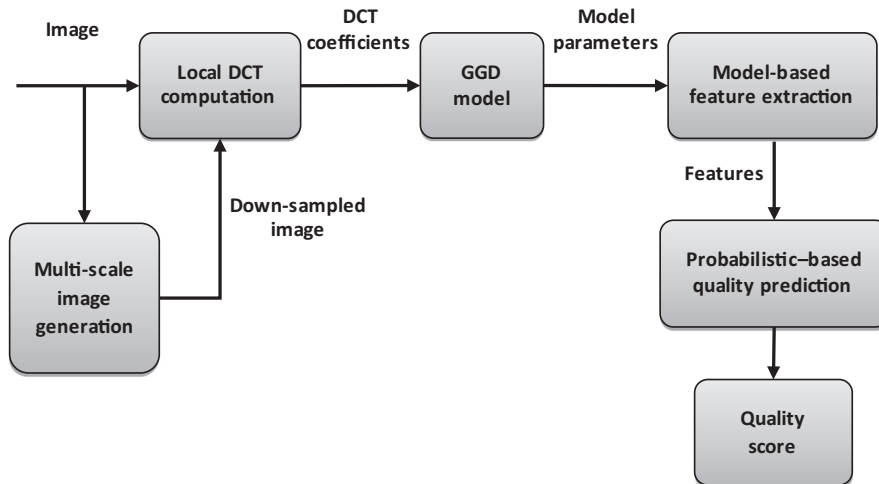 Image
Local DCT
computation
DCT
coefficients
GGD
model
Model
parameters
Model-based
feature extraction
Features
Down-sampled
image
Multi-scale
image
generation
Probabilistic–based
quality prediction
Quality
score